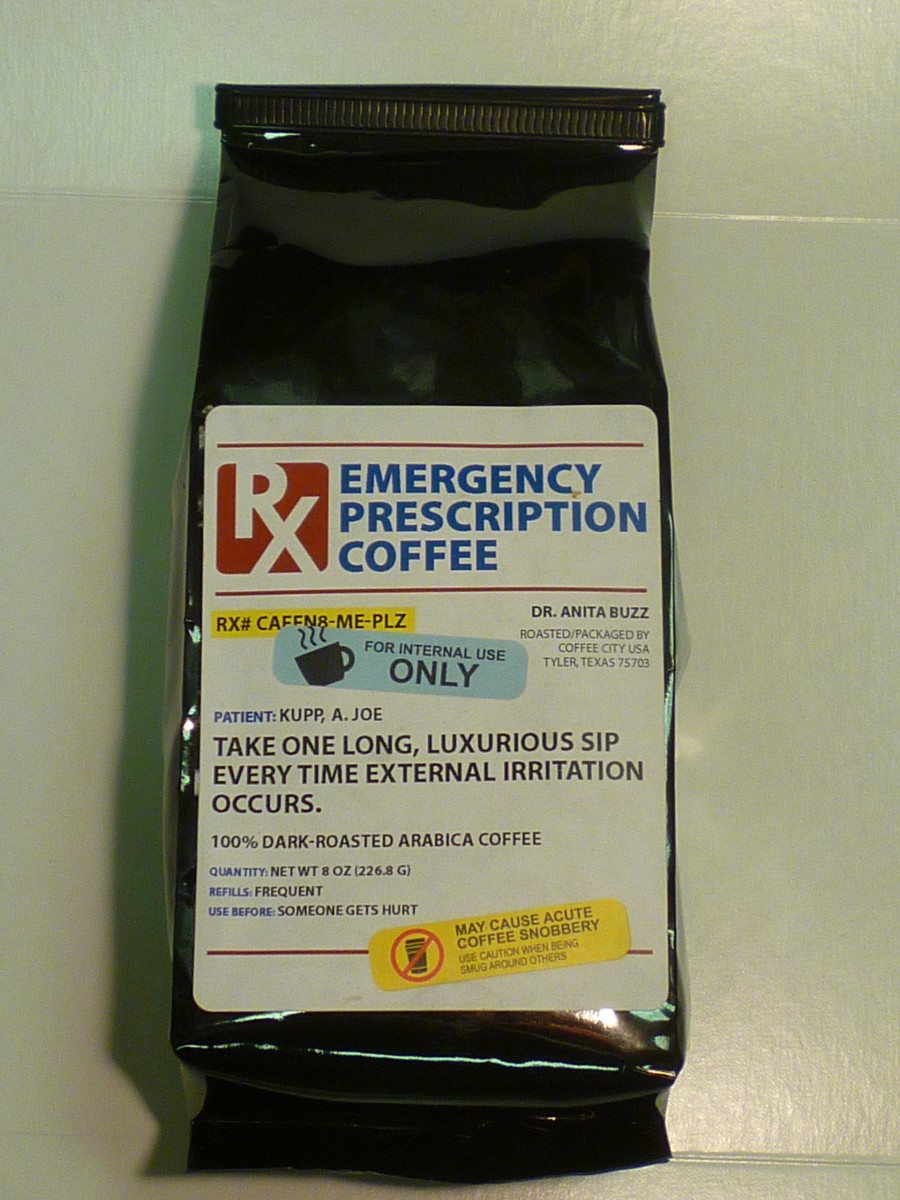 RX
EMERGENCY
PRESCRIPTION
COFFEE
RX# CAFFN8-ME-PLZ
DR. ANITA BUZZ
ROASTED/PACKAGED BY
COFFEE CITY USA
TYLER, TEXAS 75703
FOR INTERNAL USE
ONLY
PATIENT: KUPP, A. JOE
TAKE ONE LONG, LUXURIOUS SIP
EVERY TIME EXTERNAL IRRITATION
OCCURS.
100% DARK-ROASTED ARABICA COFFEE
QUANTITY: NET WT 8 OZ (226.8 G)
REFILLS: FREQUENT
USE BEFORE: SOMEONE GETS HURT
MAY CAUSE ACUTE
COFFEE SNOBBERY
USE CAUTION WHEN BEING
SMUG AROUND OTHERS